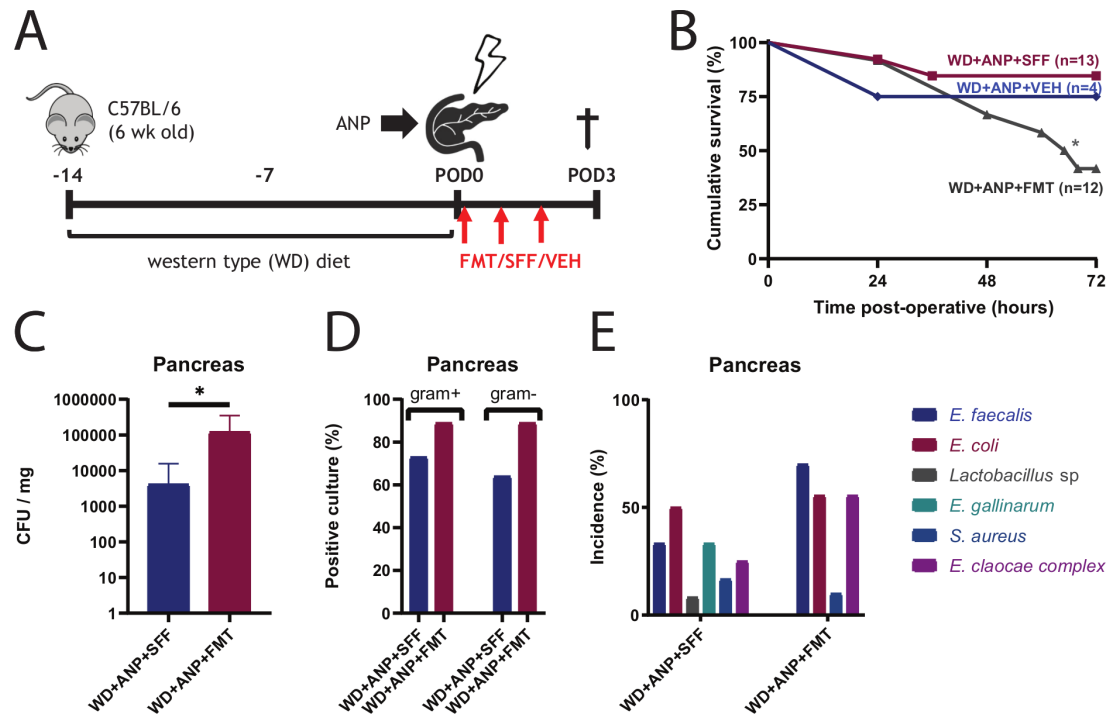 A
C57BL/6
(6 wk old)
ANP
-14
-7
POD0
POD3
western type (WD) diet
FMT/SFF/VEH
B
Cumulative survival (%)
100
75
50
25
0
WD+ANP+SFF (n=13)
WD+ANP+VEH (n=4)
*
WD+ANP+FMT (n=12)
0
24
48
72
Time post-operative (hours)
C
Pancreas
*
CFU / mg
1000000
100000
10000
1000
100
10
1
WD+ANP+SFF
WD+ANP+FMT
D
Pancreas
gram+
gram-
Positive culture (%)
100
80
60
40
20
0
WD+ANP+SFF
WD+ANP+FMT
WD+ANP+SFF
WD+ANP+FMT
E
Pancreas
Incidence (%)
100
50
0
WD+ANP+SFF
WD+ANP+FMT
E. faecalis
E. coli
Lactobacillus sp
E. gallinarum
S. aureus
E. claocae complex